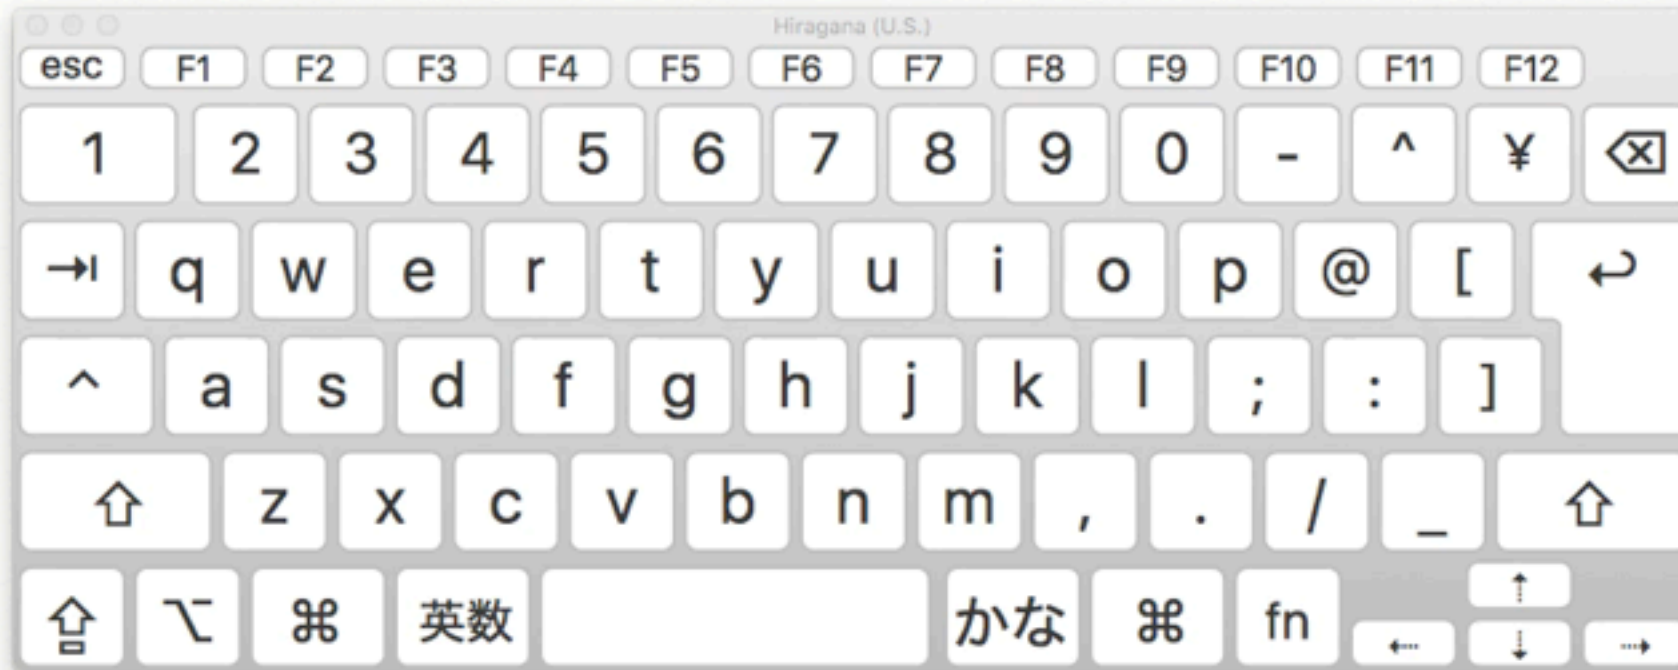 Hiragana (U.S.)
esc F1 F2 F3 F4 F5 F6 F7 F8 F9 F10 F11 F12
1 2 3 4 5 6 7 8 9 0 - ^ ¥ ⌫
⇥ q w e r t y u i o p @ [ ↩
^ a s d f g h j k l ; : ]
⇧ z x c v b n m , . / _ ⇧
⇪ ⌥ ⌘ 英数 かな ⌘ fn ⇠ ⇡ ⇣ ⇢